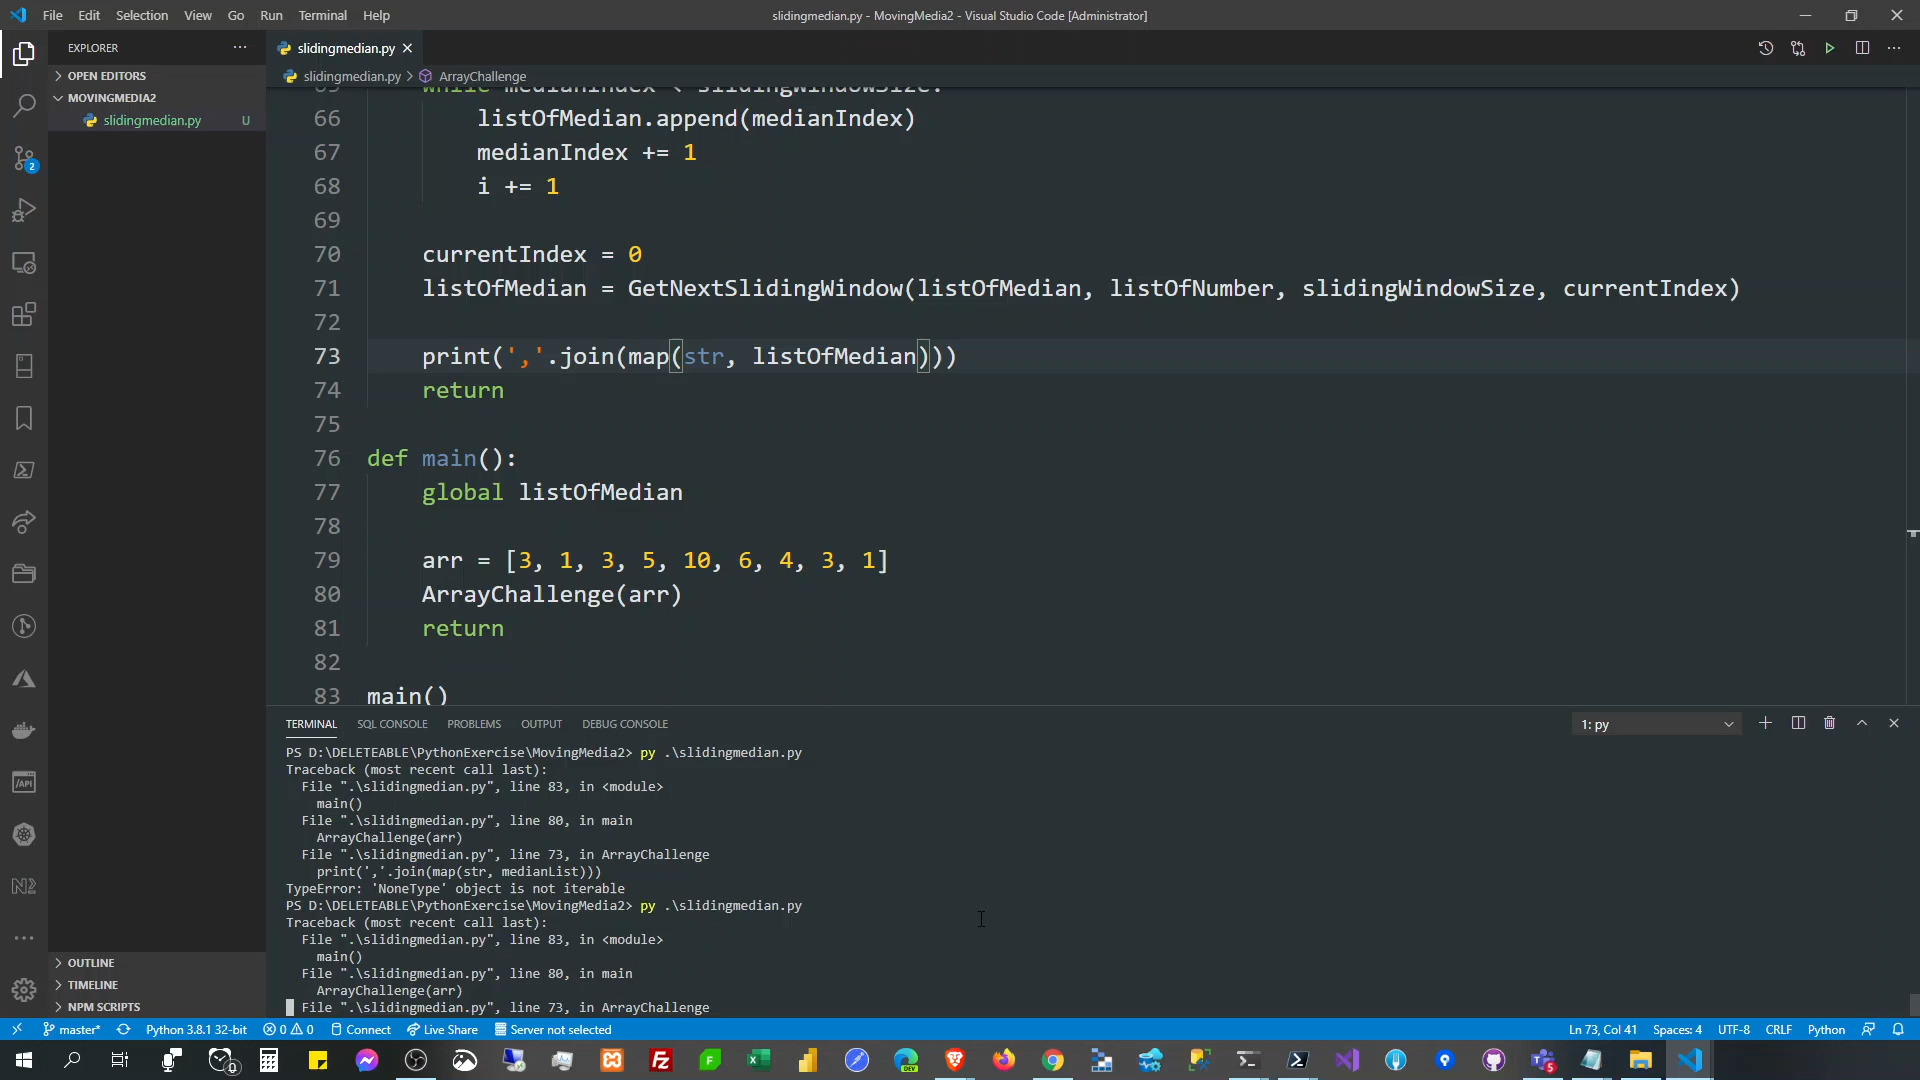 File Edit Selection View Go Run Terminal Help
slidingmedian.py - MovingMedia2 - Visual Studio Code [Administrator]
EXPLORER
OPEN EDITORS
MOVINGMEDIA2
slidingmedian.py U
2
OUTLINE
TIMELINE
NPM SCRIPTS
slidingmedian.py
slidingmedian.py > ArrayChallenge
65 while medianIndex < slidingWindowSize:
66 listOfMedian.append(medianIndex)
67 medianIndex += 1
68 i += 1
69
70 currentIndex = 0
71 listOfMedian = GetNextSlidingWindow(listOfMedian, listOfNumber, slidingWindowSize, currentIndex)
72
73 print(','.join(map(str, listOfMedian)))
74 return
75
76 def main():
77 global listOfMedian
78
79 arr = [3, 1, 3, 5, 10, 6, 4, 3, 1]
80 ArrayChallenge(arr)
81 return
82
83 main()
TERMINAL SQL CONSOLE PROBLEMS OUTPUT DEBUG CONSOLE
1: py
PS D:\DELETEABLE\PythonExercise\MovingMedia2> py .\slidingmedian.py
Traceback (most recent call last):
File ".\slidingmedian.py", line 83, in <module>
main()
File ".\slidingmedian.py", line 80, in main
ArrayChallenge(arr)
File ".\slidingmedian.py", line 73, in ArrayChallenge
print(','.join(map(str, medianList)))
TypeError: 'NoneType' object is not iterable
PS D:\DELETEABLE\PythonExercise\MovingMedia2> py .\slidingmedian.py
Traceback (most recent call last):
File ".\slidingmedian.py", line 83, in <module>
main()
File ".\slidingmedian.py", line 80, in main
ArrayChallenge(arr)
File ".\slidingmedian.py", line 73, in ArrayChallenge
master* Python 3.8.1 32-bit 0 0 Connect Live Share Server not selected
Ln 73, Col 41 Spaces: 4 UTF-8 CRLF Python